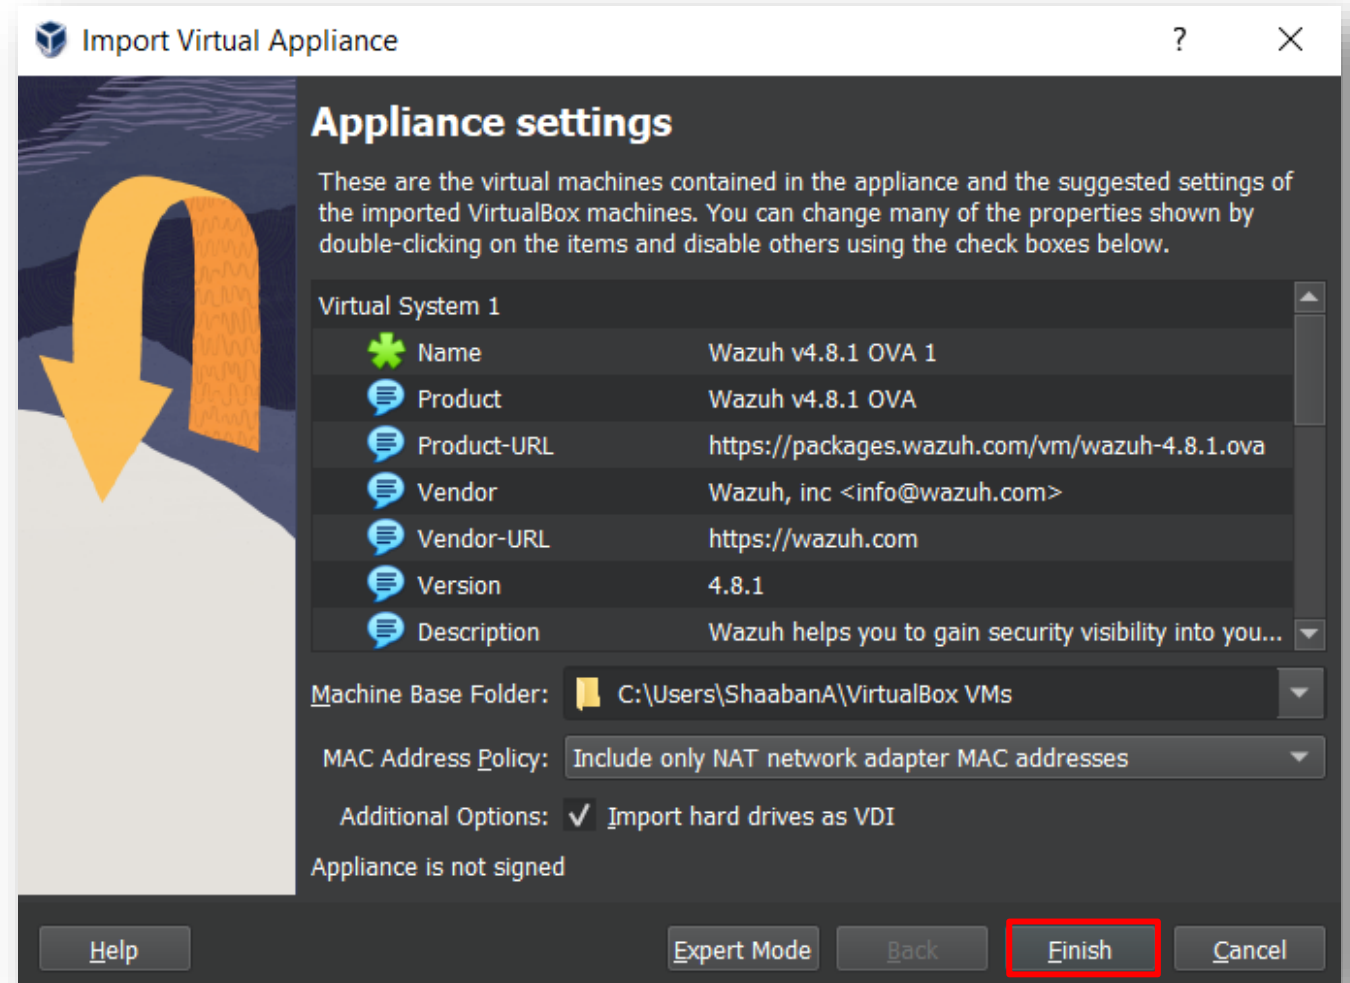 Import Virtual Appliance
?
Appliance settings
These are the virtual machines contained in the appliance and the suggested settings of
the imported VirtualBox machines. You can change many of the properties shown by
double-clicking on the items and disable others using the check boxes below.
Virtual System 1
Name Wazuh v4.8.1 OVA 1
Product Wazuh v4.8.1 OVA
Product-URL https://packages.wazuh.com/vm/wazuh-4.8.1.ova
Vendor Wazuh, inc <info@wazuh.com>
Vendor-URL https://wazuh.com
Version 4.8.1
Description Wazuh helps you to gain security visibility into you...
Machine Base Folder: C:\Users\ShaabanA\VirtualBox VMs
MAC Address Policy: Include only NAT network adapter MAC addresses
Additional Options: Import hard drives as VDI
Appliance is not signed
Help Expert Mode Back Finish Cancel